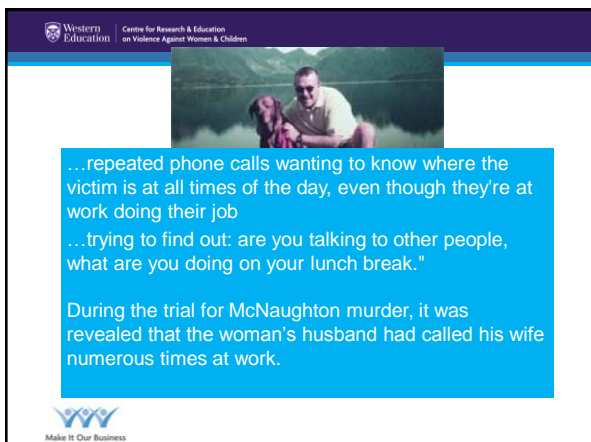 Western
Education
Centre for Research & Education
on Violence Against Women & Children
…repeated phone calls wanting to know where the
victim is at all times of the day, even though they're at
work doing their job
…trying to find out: are you talking to other people,
what are you doing on your lunch break."
During the trial for McNaughton murder, it was
revealed that the woman's husband had called his wife
numerous times at work.
Make It Our Business